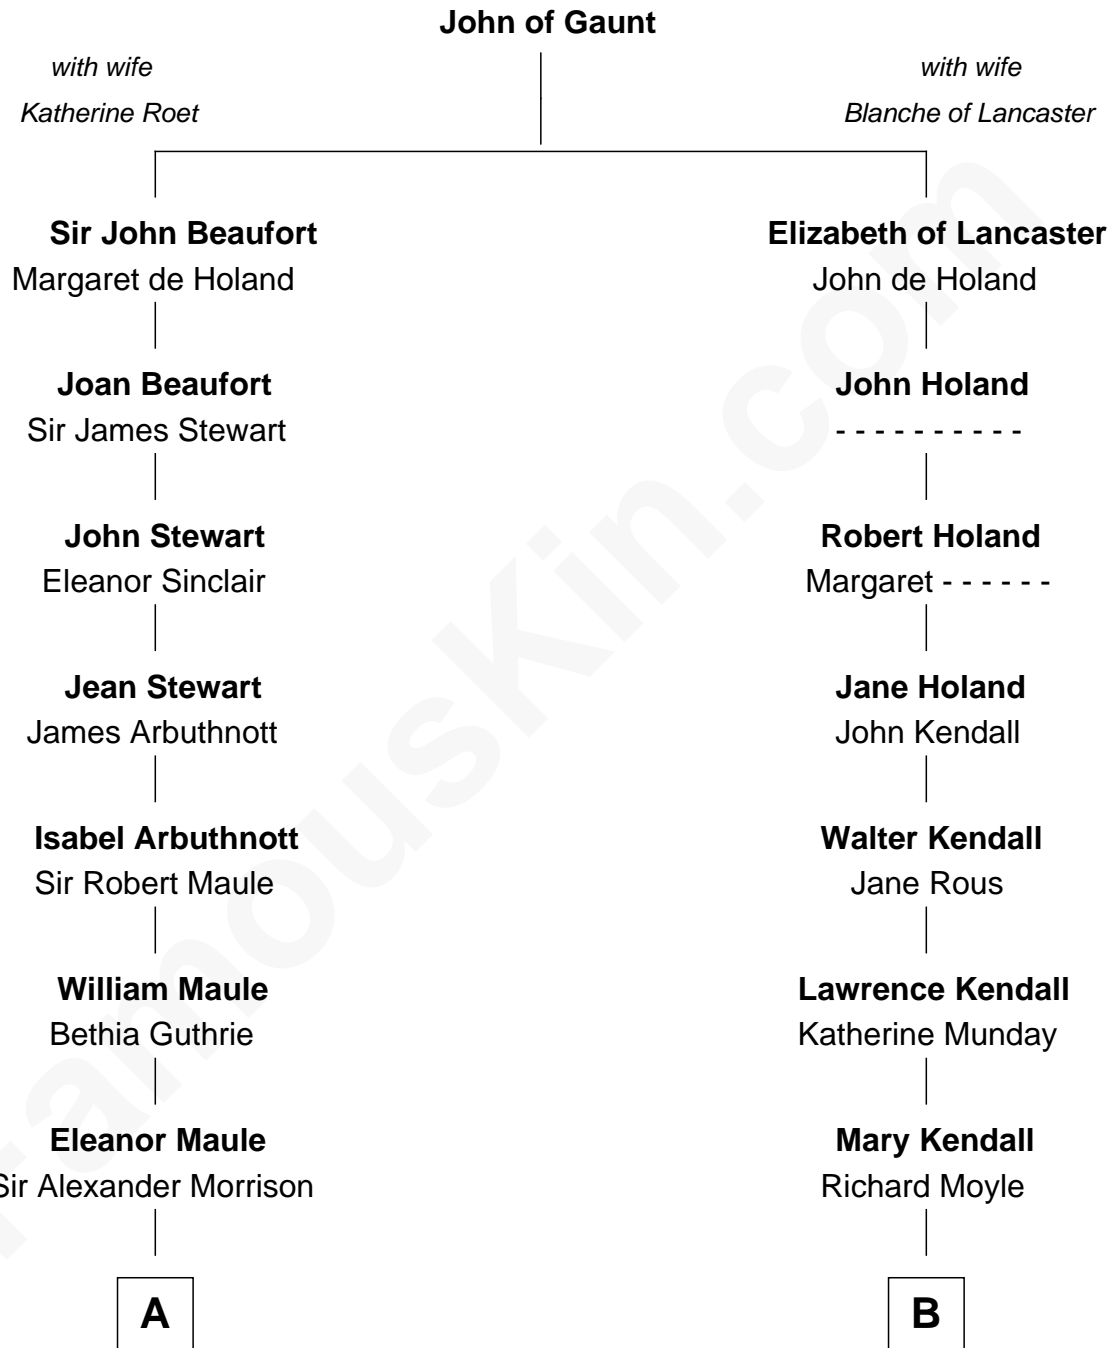 John of Gaunt
with wife
Katherine Roet
with wife
Blanche of Lancaster
Sir John Beaufort
Margaret de Holand
Elizabeth of Lancaster
John de Holand
Joan Beaufort
Sir James Stewart
John Holand
- - - - - - - - - -
John Stewart
Eleanor Sinclair
Robert Holand
Margaret - - - - - -
Jean Stewart
James Arbuthnott
Jane Holand
John Kendall
Isabel Arbuthnott
Sir Robert Maule
Walter Kendall
Jane Rous
William Maule
Bethia Guthrie
Lawrence Kendall
Katherine Munday
Eleanor Maule
Sir Alexander Morrison
Mary Kendall
Richard Moyle
A
B
FamousKin.com